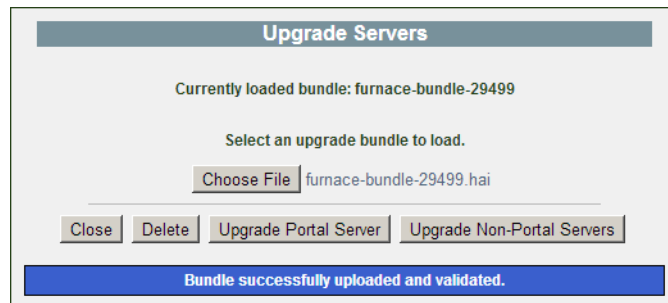 Upgrade Servers
Currently loaded bundle: furnace-bundle-29499
Select an upgrade bundle to load.
Choose File furnace-bundle-29499.hai
Close Delete Upgrade Portal Server Upgrade Non-Portal Servers
Bundle successfully uploaded and validated.